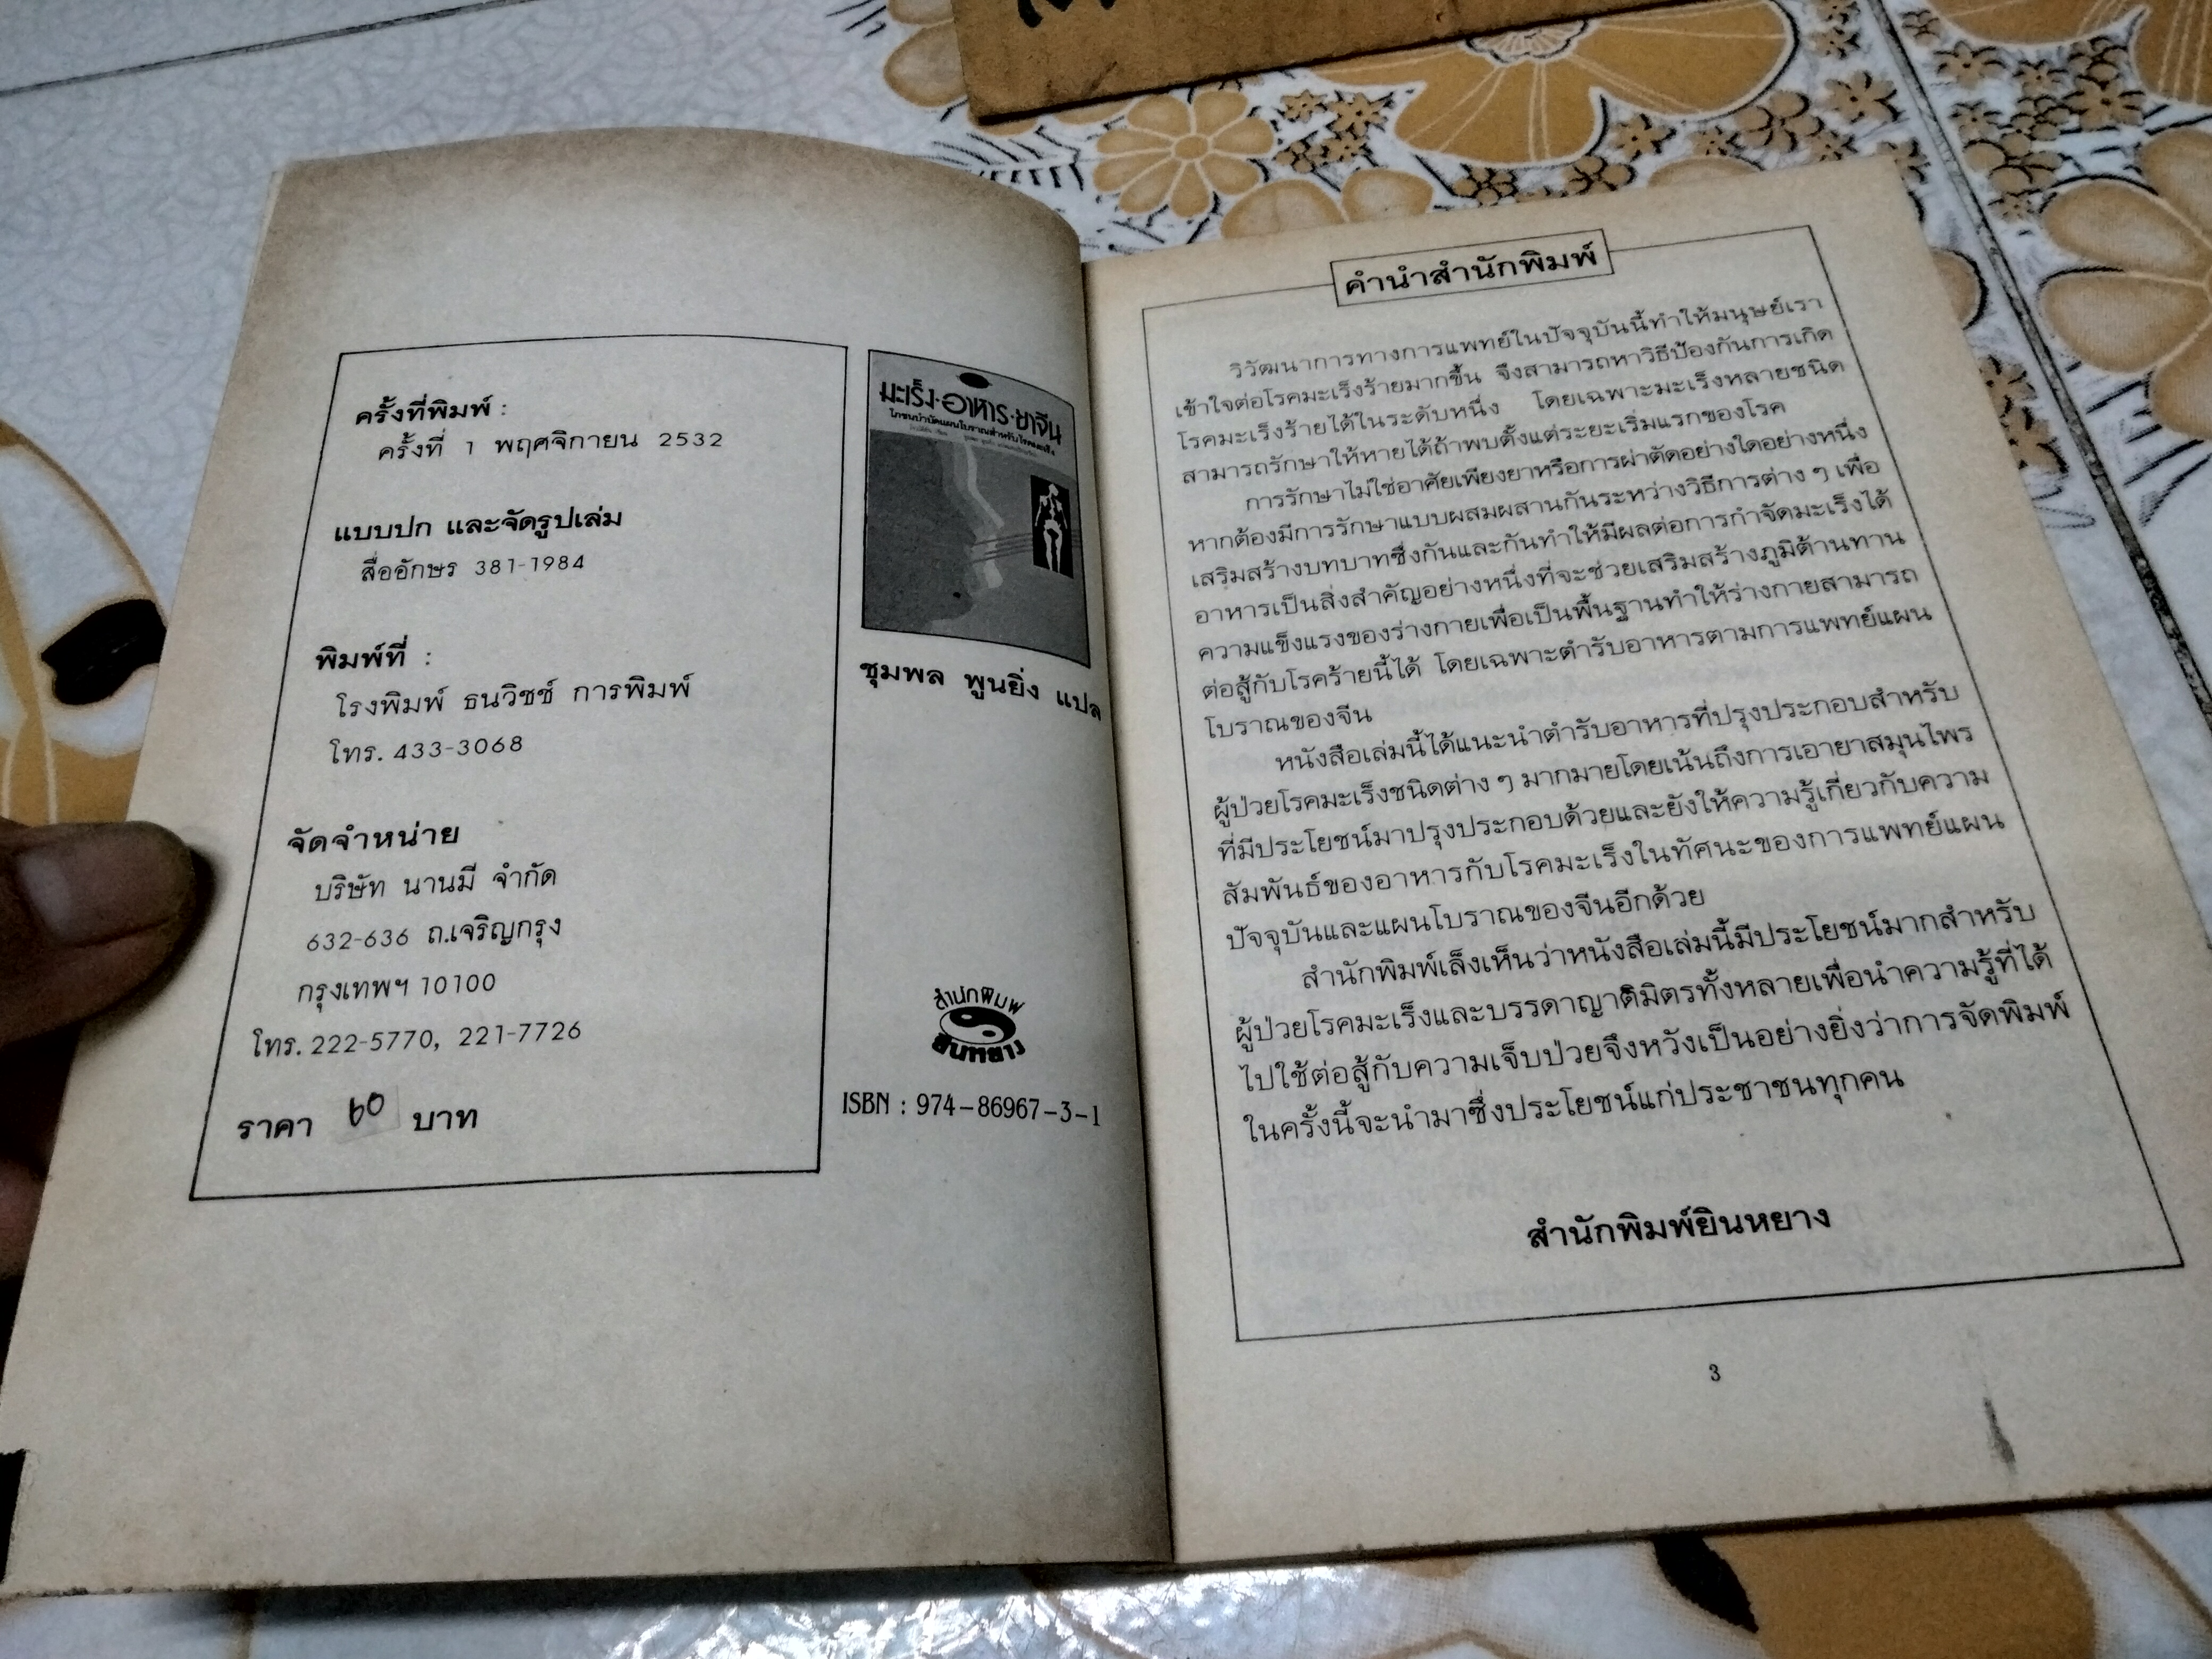 ครั้งที่พิมพ์ :
ครั้งที่ 1 พฤศจิกายน 2532
แบบปก และจัดรูปเล่ม
สื่ออักษร 381-1984
พิมพ์ที่ :
โรงพิมพ์ ธนวิชช์ การพิมพ์
โทร. 433-3068
จัดจำหน่าย
บริษัท นานมี จำกัด
632-636 ถ.เจริญกรุง
กรุงเทพฯ 10100
โทร. 222-5770, 221-7726
ราคา 60 บาท
มะเร็ง·อาหาร·ชาจีน
โภชนบำบัดแผนโบราณสำหรับโรคมะเร็ง
ชุมพล พูนยิ่ง แปล
สำนักพิมพ์
ยินหยาง
ISBN : 974-86967-3-1
คำนำสำนักพิมพ์
วิวัฒนาการทางการแพทย์ในปัจจุบันนี้ทำให้มนุษย์เรา
เข้าใจต่อโรคมะเร็งร้ายมากขึ้น จึงสามารถหาวิธีป้องกันการเกิด
โรคมะเร็งร้ายได้ในระดับหนึ่ง โดยเฉพาะมะเร็งหลายชนิด
สามารถรักษาให้หายได้ถ้าพบตั้งแต่ระยะเริ่มแรกของโรค
การรักษาไม่ใช่อาศัยเพียงยาหรือการผ่าตัดอย่างใดอย่างหนึ่ง
หากต้องมีการรักษาแบบผสมผสานกันระหว่างวิธีการต่าง ๆ เพื่อ
เสริมสร้างบทบาทซึ่งกันและกันทำให้มีผลต่อการกำจัดมะเร็งได้
อาหารเป็นสิ่งสำคัญอย่างหนึ่งที่จะช่วยเสริมสร้างภูมิต้านทาน
ความแข็งแรงของร่างกายเพื่อเป็นพื้นฐานทำให้ร่างกายสามารถ
ต่อสู้กับโรคร้ายนี้ได้ โดยเฉพาะตำรับอาหารตามการแพทย์แผน
โบราณของจีน
หนังสือเล่มนี้ได้แนะนำตำรับอาหารที่ปรุงประกอบสำหรับ
ผู้ป่วยโรคมะเร็งชนิดต่าง ๆ มากมายโดยเน้นถึงการเอายาสมุนไพร
ที่มีประโยชน์มาปรุงประกอบด้วยและยังให้ความรู้เกี่ยวกับความ
สัมพันธ์ของอาหารกับโรคมะเร็งในทัศนะของการแพทย์แผน
ปัจจุบันและแผนโบราณของจีนอีกด้วย
สำนักพิมพ์เล็งเห็นว่าหนังสือเล่มนี้มีประโยชน์มากสำหรับ
ผู้ป่วยโรคมะเร็งและบรรดาญาติมิตรทั้งหลายเพื่อนำความรู้ที่ได้
ไปใช้ต่อสู้กับความเจ็บป่วยจึงหวังเป็นอย่างยิ่งว่าการจัดพิมพ์
ในครั้งนี้จะนำมาซึ่งประโยชน์แก่ประชาชนทุกคน
สำนักพิมพ์ยินหยาง
3